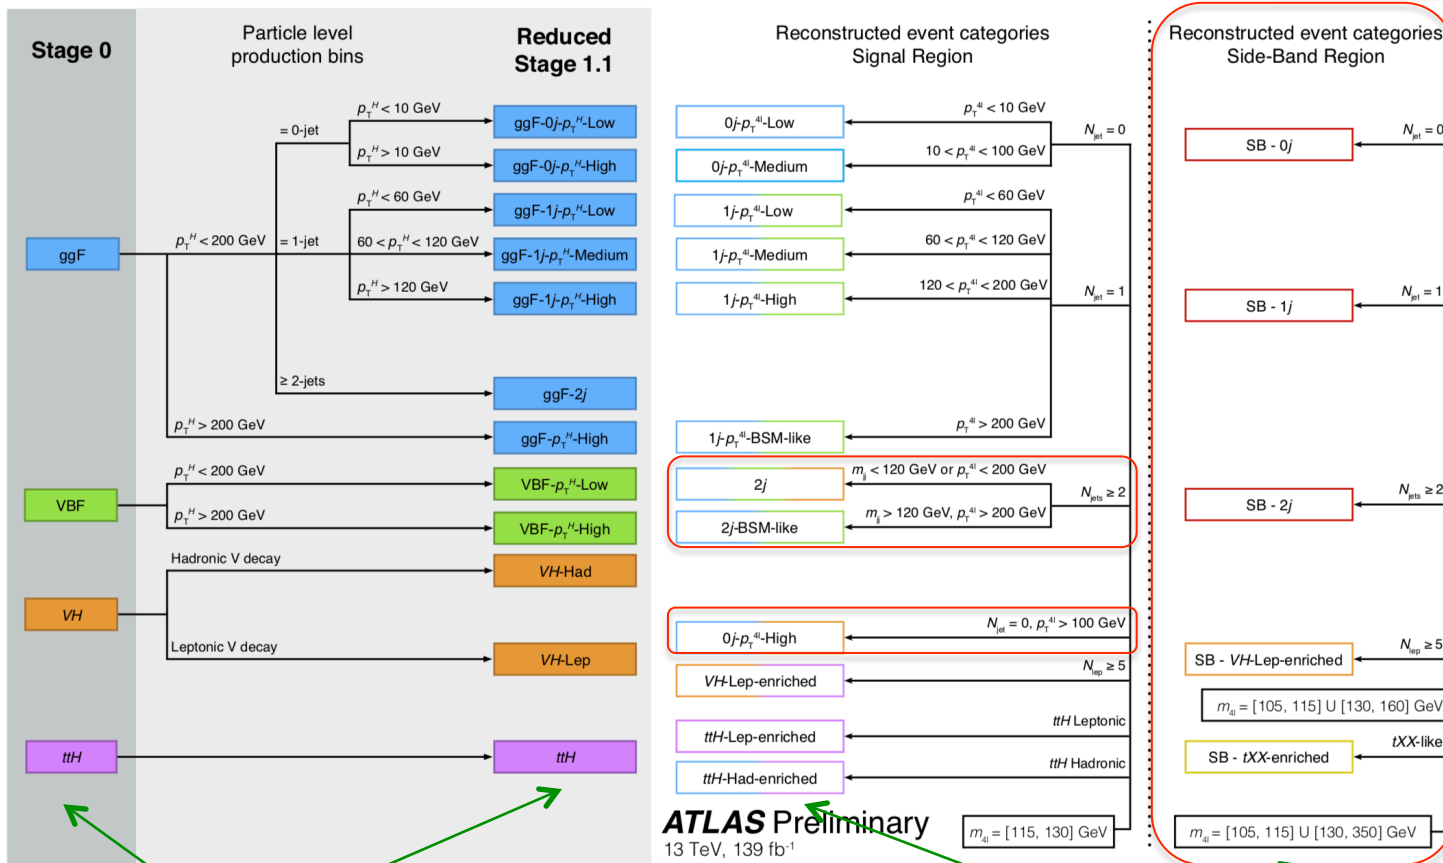 Stage 0
Particle level
production bins
Reduced
Stage 1.1
Reconstructed event categories
Signal Region
Reconstructed event categories
Side-Band Region
ggF
p_T^H < 200 GeV
p_T^H > 200 GeV
= 0-jet
= 1-jet
≥ 2-jets
p_T^H < 10 GeV
p_T^H > 10 GeV
p_T^H < 60 GeV
60 < p_T^H < 120 GeV
p_T^H > 120 GeV
ggF-0j-p_T^H-Low
ggF-0j-p_T^H-High
ggF-1j-p_T^H-Low
ggF-1j-p_T^H-Medium
ggF-1j-p_T^H-High
ggF-2j
ggF-p_T^H-High
VBF
p_T^H < 200 GeV
p_T^H > 200 GeV
VBF-p_T^H-Low
VBF-p_T^H-High
VH
Hadronic V decay
Leptonic V decay
VH-Had
VH-Lep
ttH
ttH
0j-p_T^4l-Low
p_T^4l < 10 GeV
0j-p_T^4l-Medium
10 < p_T^4l < 100 GeV
N_jet = 0
1j-p_T^4l-Low
p_T^4l < 60 GeV
1j-p_T^4l-Medium
60 < p_T^4l < 120 GeV
1j-p_T^4l-High
120 < p_T^4l < 200 GeV
N_jet = 1
1j-p_T^4l-BSM-like
p_T^4l > 200 GeV
2j
m_jj < 120 GeV or p_T^4l < 200 GeV
2j-BSM-like
m_jj > 120 GeV, p_T^4l > 200 GeV
N_jets ≥ 2
0j-p_T^4l-High
N_jet = 0, p_T^4l > 100 GeV
VH-Lep-enriched
N_lep ≥ 5
ttH-Lep-enriched
ttH Leptonic
ttH-Had-enriched
ttH Hadronic
ATLAS Preliminary
13 TeV, 139 fb⁻¹
m_4l = [115, 130] GeV
SB - 0j
N_jet = 0
SB - 1j
N_jet = 1
SB - 2j
N_jets ≥ 2
SB - VH-Lep-enriched
N_lep ≥ 5
m_4l = [105, 115] U [130, 160] GeV
SB - tXX-enriched
tXX-like
m_4l = [105, 115] U [130, 350] GeV